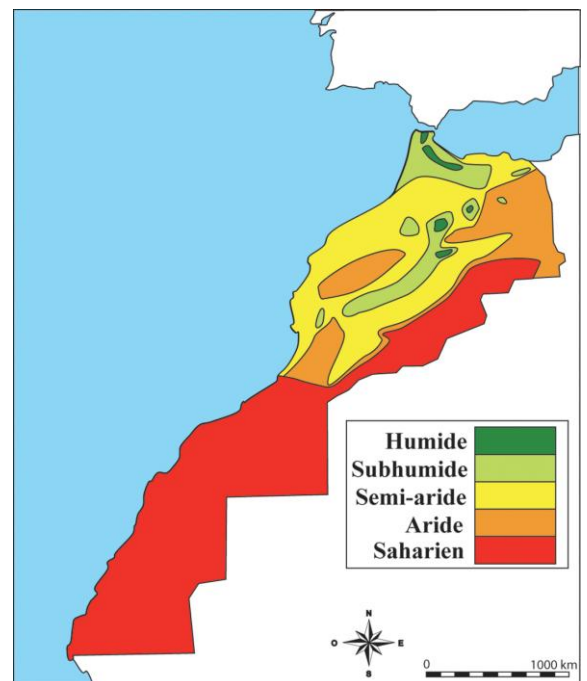 Humide
Subhumide
Semi-aride
Aride
Saharien
N
O E
S
0 1000 km